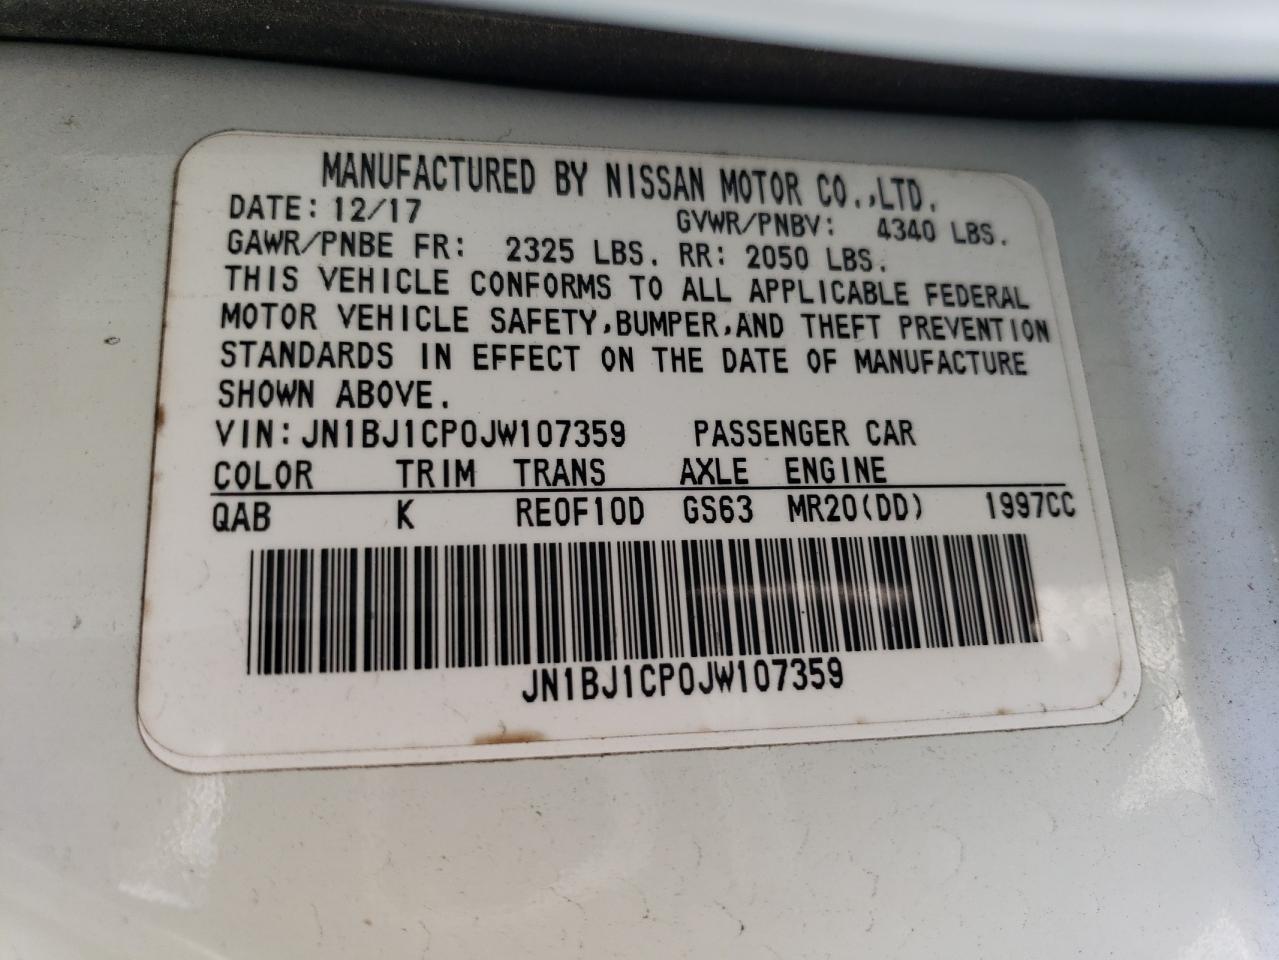 MANUFACTURED BY NISSAN MOTOR CO.,LTD.
DATE: 12/17 GVWR/PNBV: 4340 LBS.
GAWR/PNBE FR: 2325 LBS. RR: 2050 LBS.
THIS VEHICLE CONFORMS TO ALL APPLICABLE FEDERAL
MOTOR VEHICLE SAFETY,BUMPER,AND THEFT PREVENTION
STANDARDS IN EFFECT ON THE DATE OF MANUFACTURE
SHOWN ABOVE.
VIN: JN1BJ1CP0JW107359 PASSENGER CAR
COLOR TRIM TRANS AXLE ENGINE
QAB K RE0F10D GS63 MR20(DD) 1997CC
JN1BJ1CP0JW107359